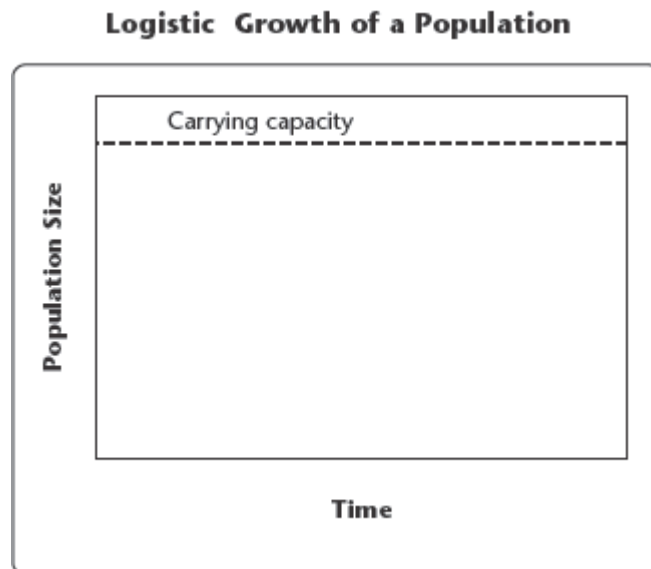 Logistic Growth of a Population
Carrying capacity
Population Size
Time